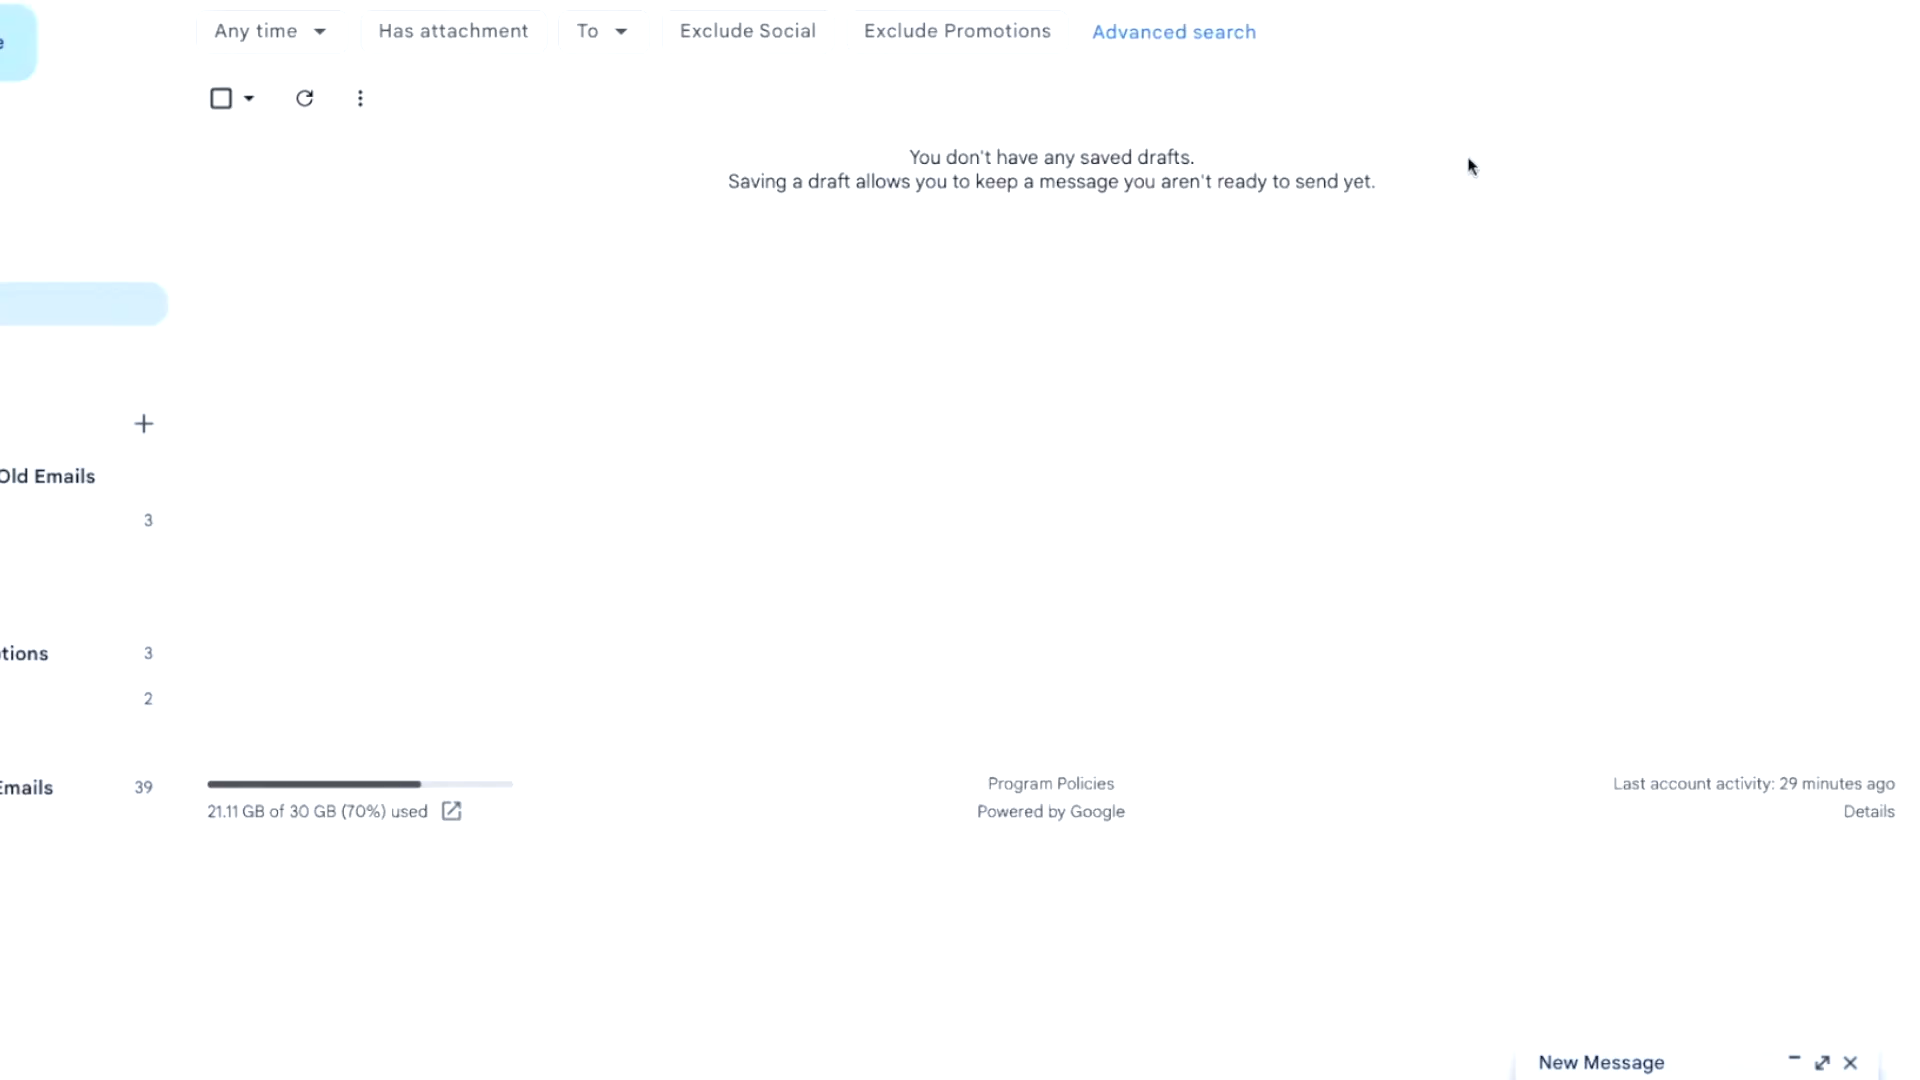 Any time
Has attachment
To
Exclude Social
Exclude Promotions
Advanced search
You don't have any saved drafts.
Saving a draft allows you to keep a message you aren't ready to send yet.
Old Emails
3
tions 3
2
Emails 39
21.11 GB of 30 GB (70%) used
Program Policies
Powered by Google
Last account activity: 29 minutes ago
Details
New Message